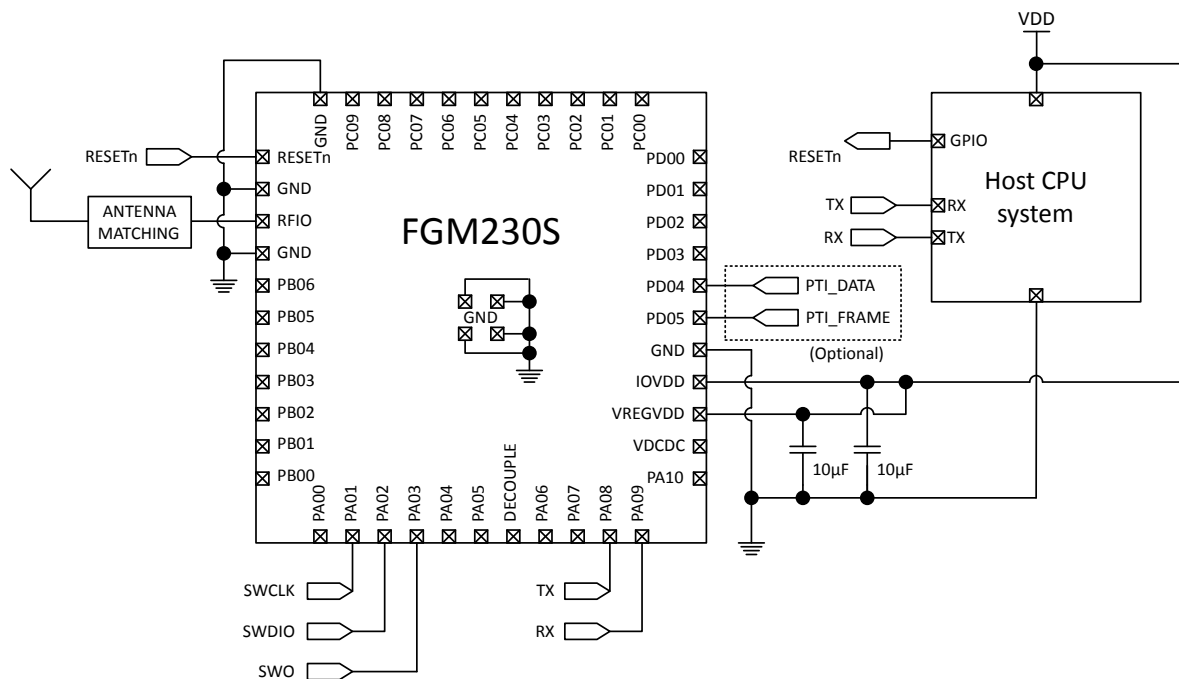 VDD
GND
PC09
PC08
PC07
PC06
PC05
PC04
PC03
PC02
PC01
PC00
RESETn
RESETn
GND
RFIO
GND
PB06
PB05
PB04
PB03
PB02
PB01
PB00
ANTENNA
MATCHING
FGM230S
GND
PD00
PD01
PD02
PD03
PD04
PD05
GND
IOVDD
VREGVDD
VDCDC
PA10
PTI_DATA
PTI_FRAME
(Optional)
10µF
10µF
RESETn
GPIO
TX
RX
RX
TX
Host CPU
system
PA00
PA01
PA02
PA03
PA04
PA05
DECOUPLE
PA06
PA07
PA08
PA09
SWCLK
SWDIO
SWO
TX
RX